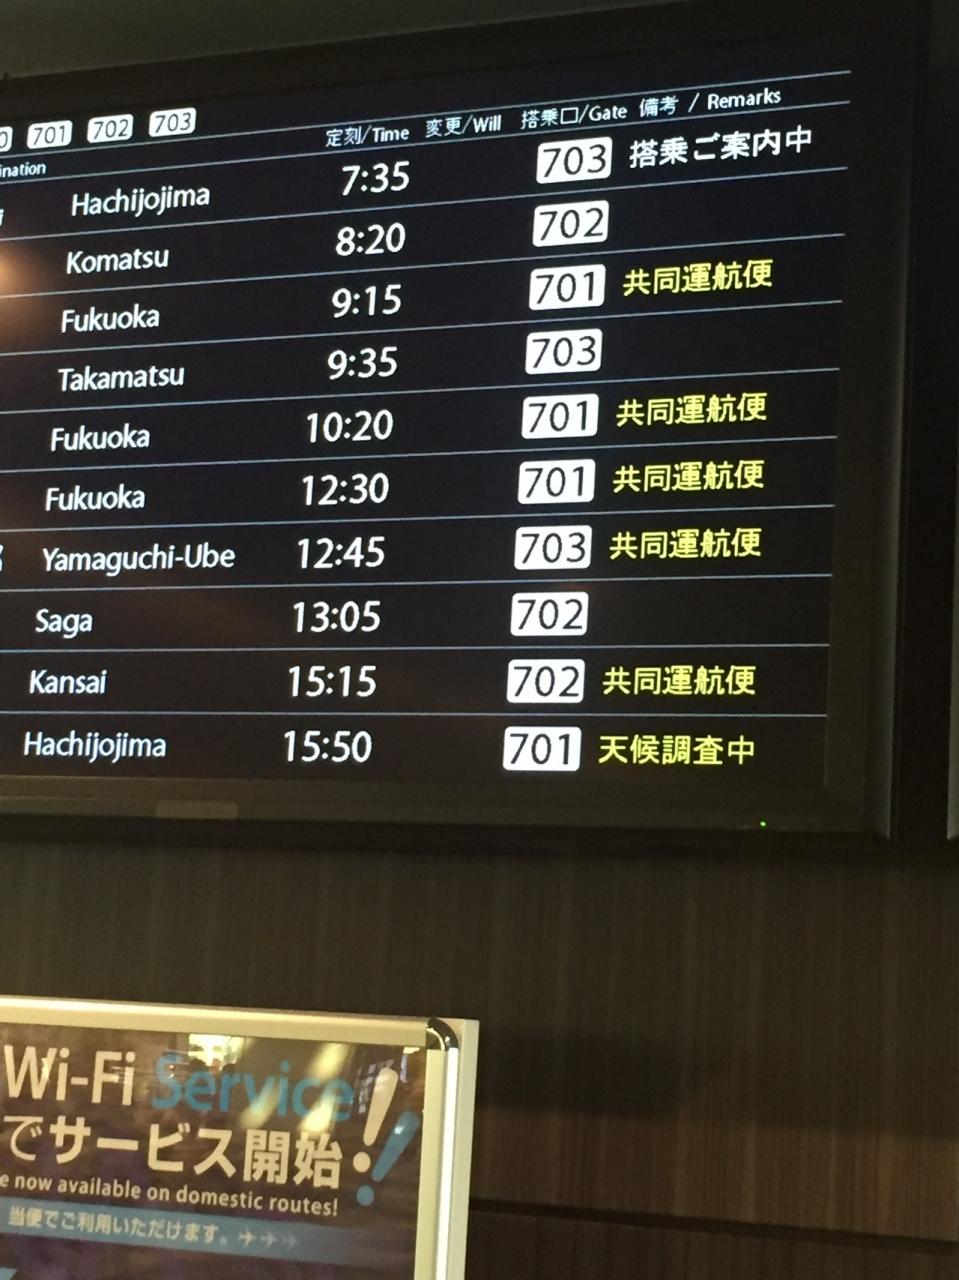 701 702 703
定刻/Time 変更/Will 搭乗口/Gate 備考 / Remarks
Hachijojima 7:35 703 搭乗ご案内中
Komatsu 8:20 702
Fukuoka 9:15 701 共同運航便
Takamatsu 9:35 703
Fukuoka 10:20 701 共同運航便
Fukuoka 12:30 701 共同運航便
Yamaguchi-Ube 12:45 703 共同運航便
Saga 13:05 702
Kansai 15:15 702 共同運航便
Hachijojima 15:50 701 天候調査中
Wi-Fi Service
でサービス開始!
now available on domestic routes!
当便でご利用いただけます。